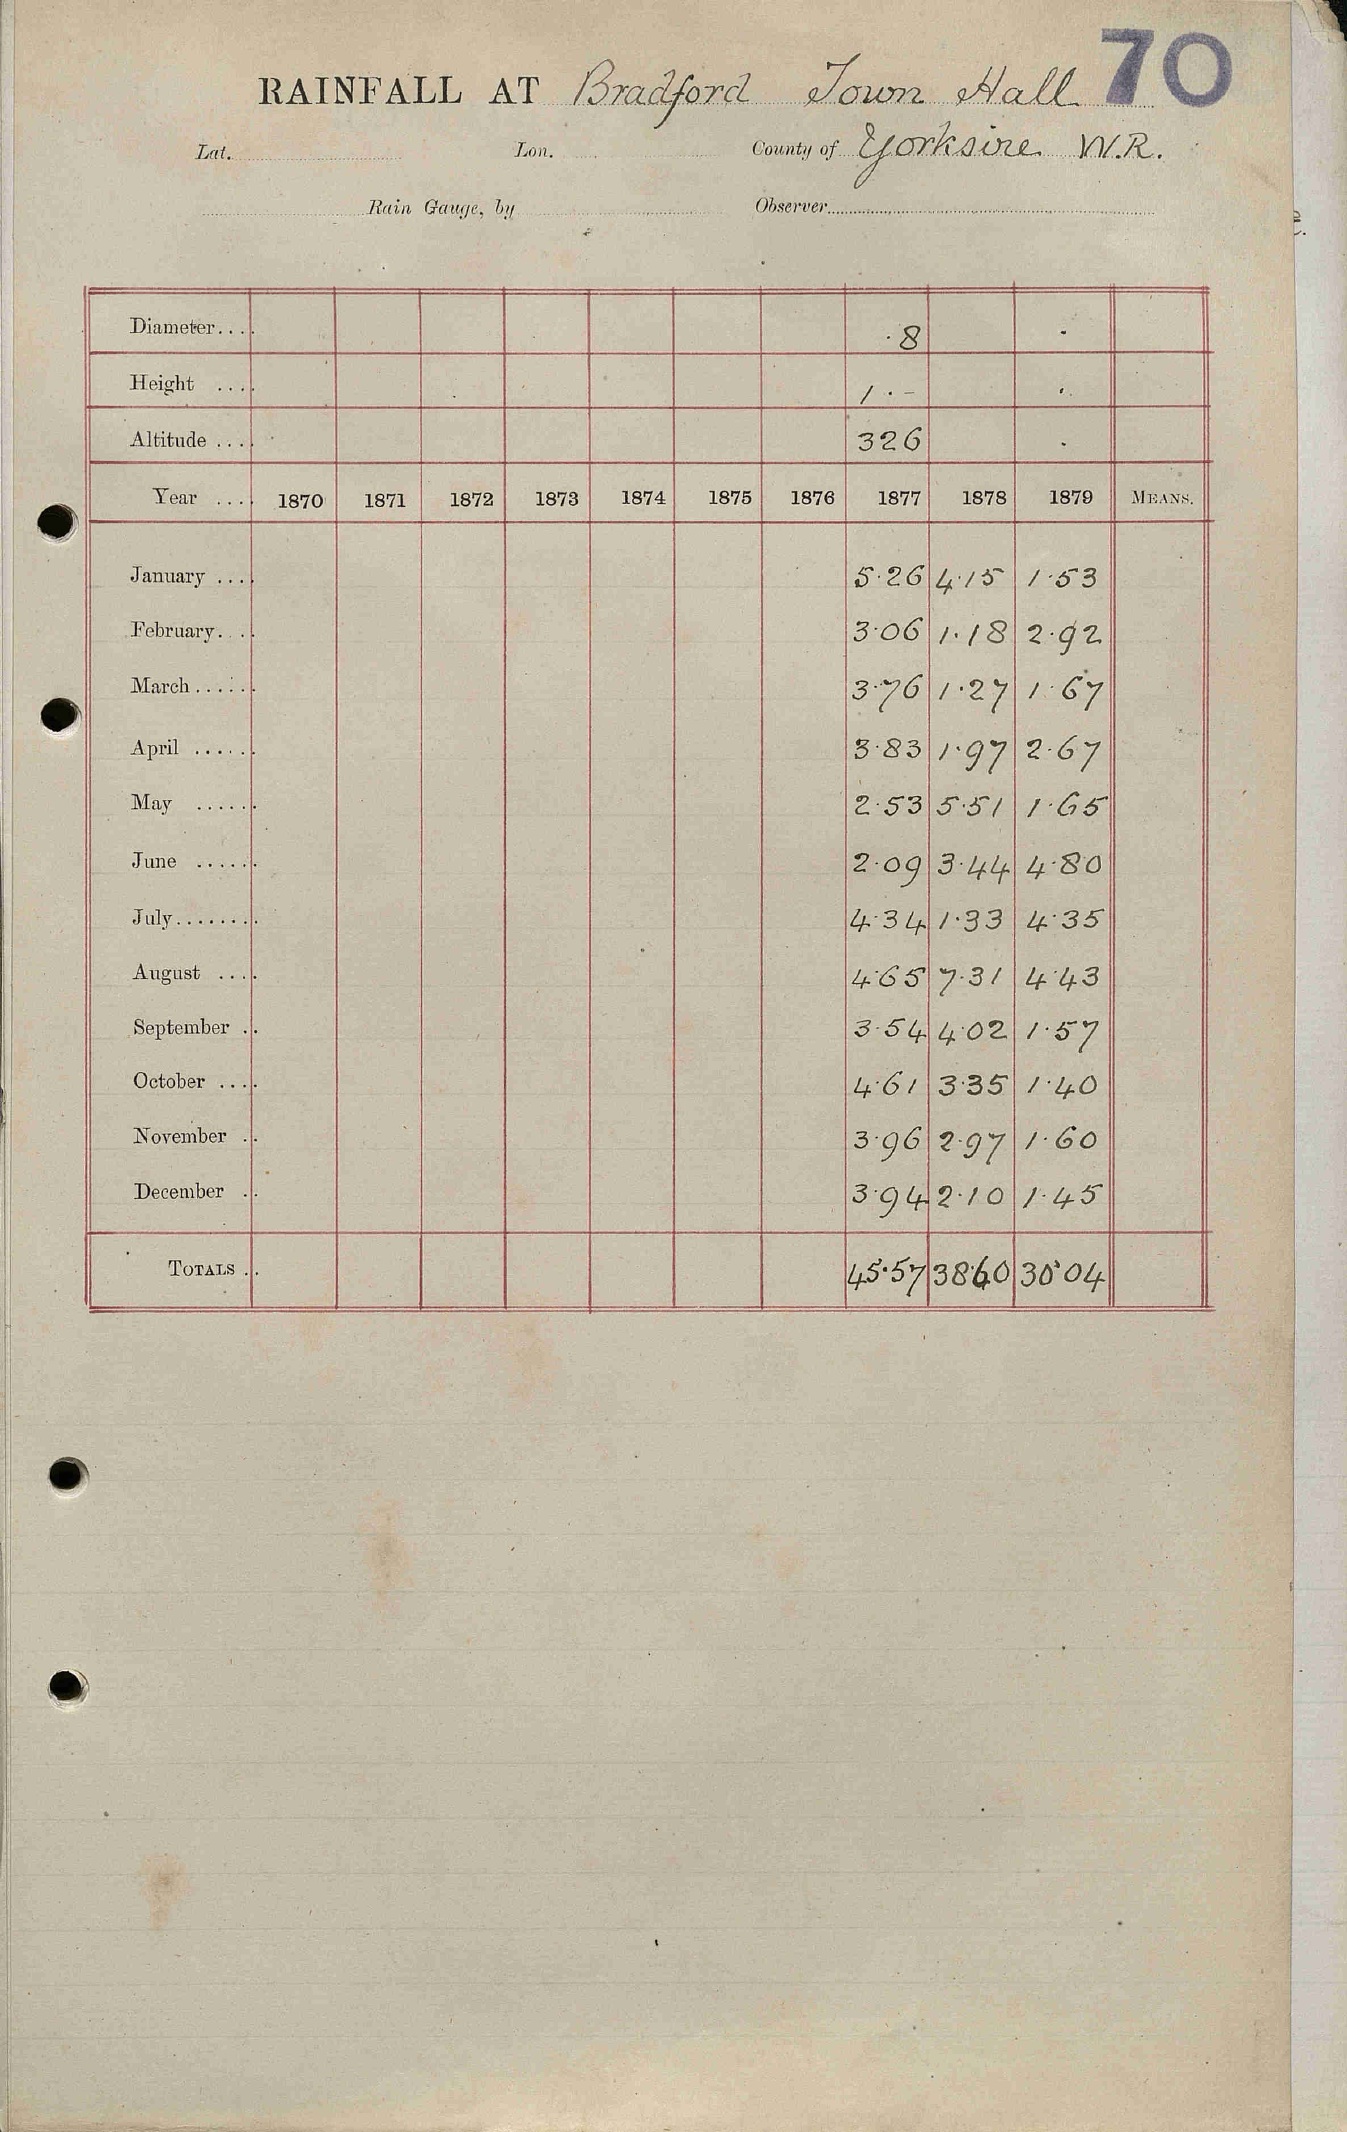 70
RAINFALL AT Bradford Town Hall
Lat. Lon. County of Yorksire W.R.
Rain Gauge, by Observer
Diameter.... ·8
Height .... 1 · -
Altitude .... 326
Year .... 1870 1871 1872 1873 1874 1875 1876 1877 1878 1879 MEANS.
January .... 5·26 4·15 1·53
February.... 3·06 1·18 2·92
March...... 3·76 1·27 1·67
April ...... 3·83 1·97 2·67
May ...... 2·53 5·51 1·65
June ...... 2·09 3·44 4·80
July........ 4·34 1·33 4·35
August .... 4·65 7·31 4·43
September .. 3·54 4·02 1·57
October .... 4·61 3·35 1·40
November .. 3·96 2·97 1·60
December .. 3·94 2·10 1·45
TOTALS .. 45·57 38·60 30·04